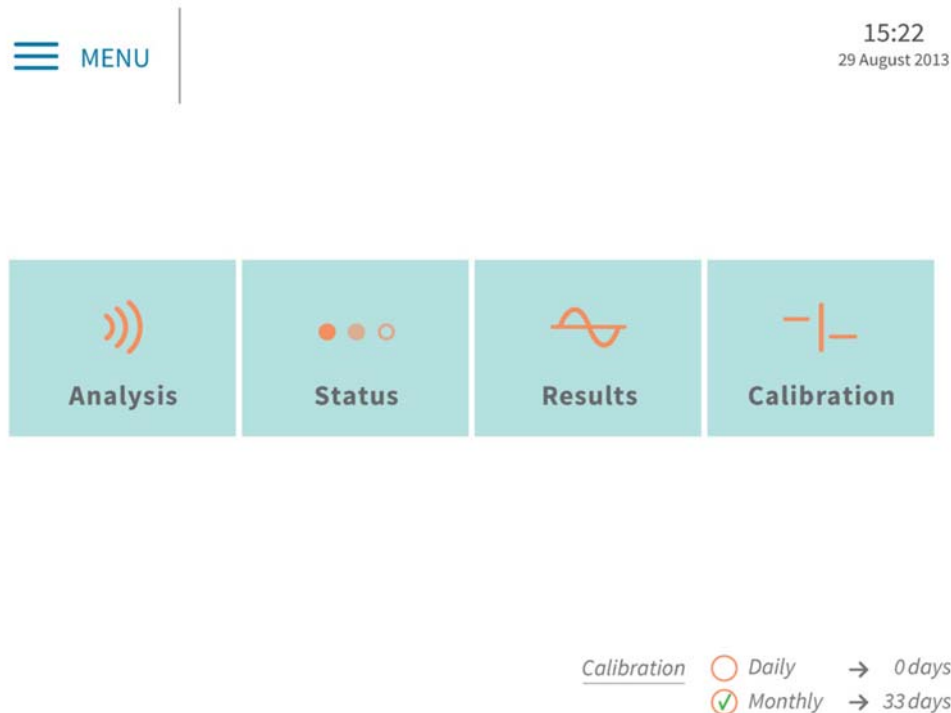 MENU
15:22
29 August 2013
Analysis
Status
Results
Calibration
Calibration Daily → 0 days
Monthly → 33 days